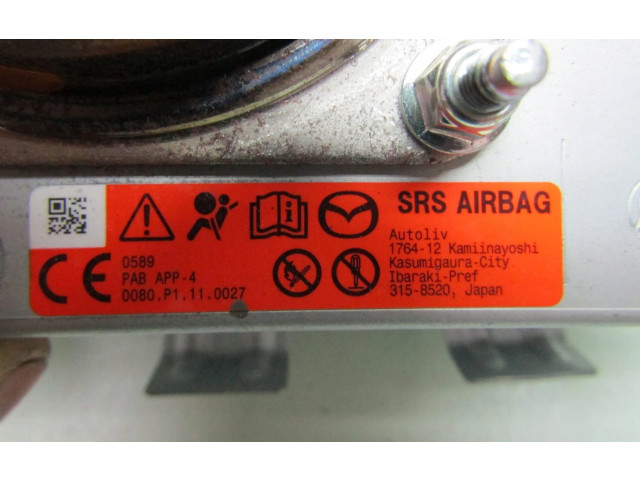 SRS AIRBAG
Autoliv
1764-12 Kamiinayoshi
Kasumigaura-City
Ibaraki-Pref
315-8520, Japan
CE
0589
PAB APP-4
0080.P1.11.0027